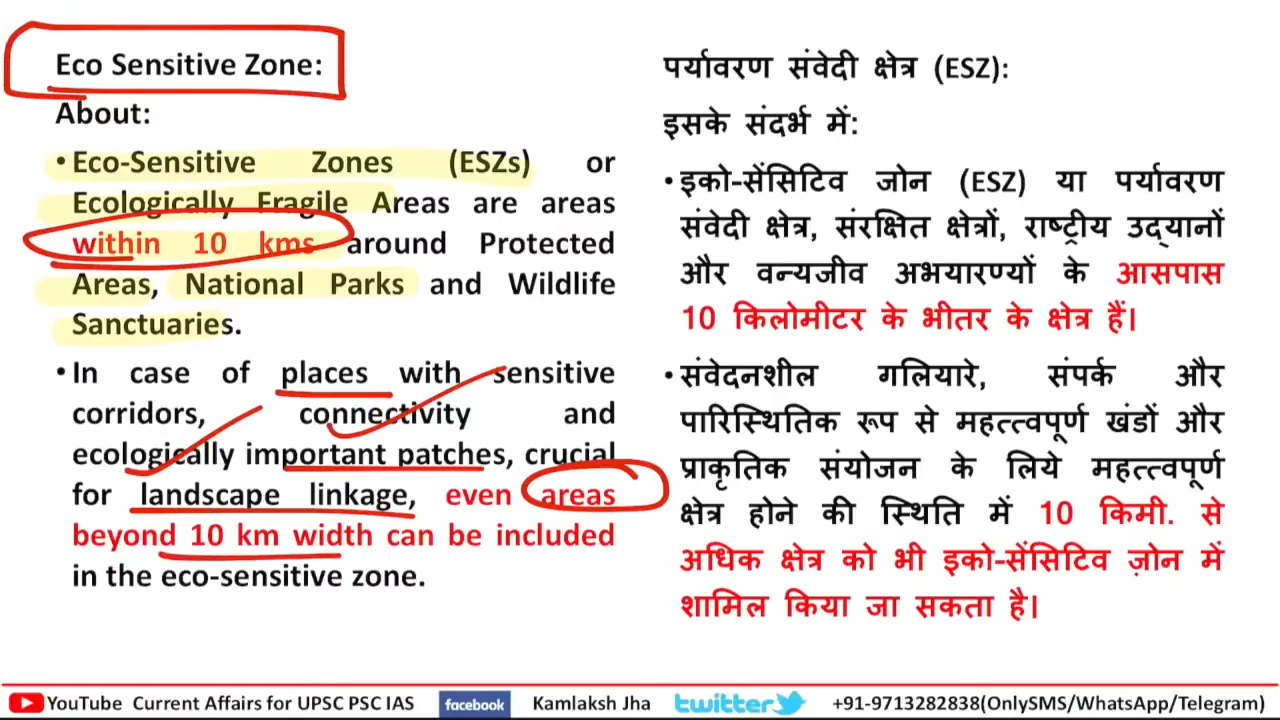 Eco Sensitive Zone:
About:
• Eco-Sensitive Zones (ESZs) or
Ecologically Fragile Areas are areas
within 10 kms around Protected
Areas, National Parks and Wildlife
Sanctuaries.
• In case of places with sensitive
corridors, connectivity and
ecologically important patches, crucial
for landscape linkage, even areas
beyond 10 km width can be included
in the eco-sensitive zone.
पर्यावरण संवेदी क्षेत्र (ESZ):
इसके संदर्भ में:
• इको-सेंसिटिव जोन (ESZ) या पर्यावरण
संवेदी क्षेत्र, संरक्षित क्षेत्रों, राष्ट्रीय उद्यानों
और वन्यजीव अभयारण्यों के आसपास
10 किलोमीटर के भीतर के क्षेत्र हैं।
• संवेदनशील गलियारे, संपर्क और
पारिस्थितिक रूप से महत्त्वपूर्ण खंडों और
प्राकृतिक संयोजन के लिये महत्त्वपूर्ण
क्षेत्र होने की स्थिति में 10 किमी. से
अधिक क्षेत्र को भी इको-सेंसिटिव ज़ोन में
शामिल किया जा सकता है।
YouTube Current Affairs for UPSC PSC IAS facebook Kamlaksh Jha twitter +91-9713282838(OnlySMS/WhatsApp/Telegram)